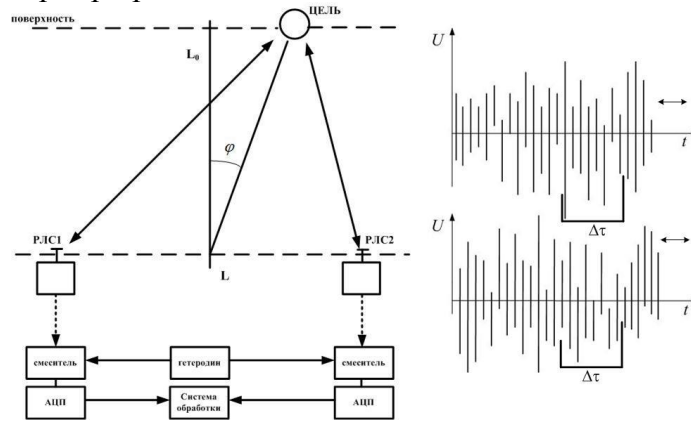 ЦЕЛЬ
поверхность
L₀
φ
РЛС1
РЛС2
L
смеситель
гетеродин
смеситель
АЦП
Система
обработки
АЦП
U
t
Δτ
U
t
Δτ